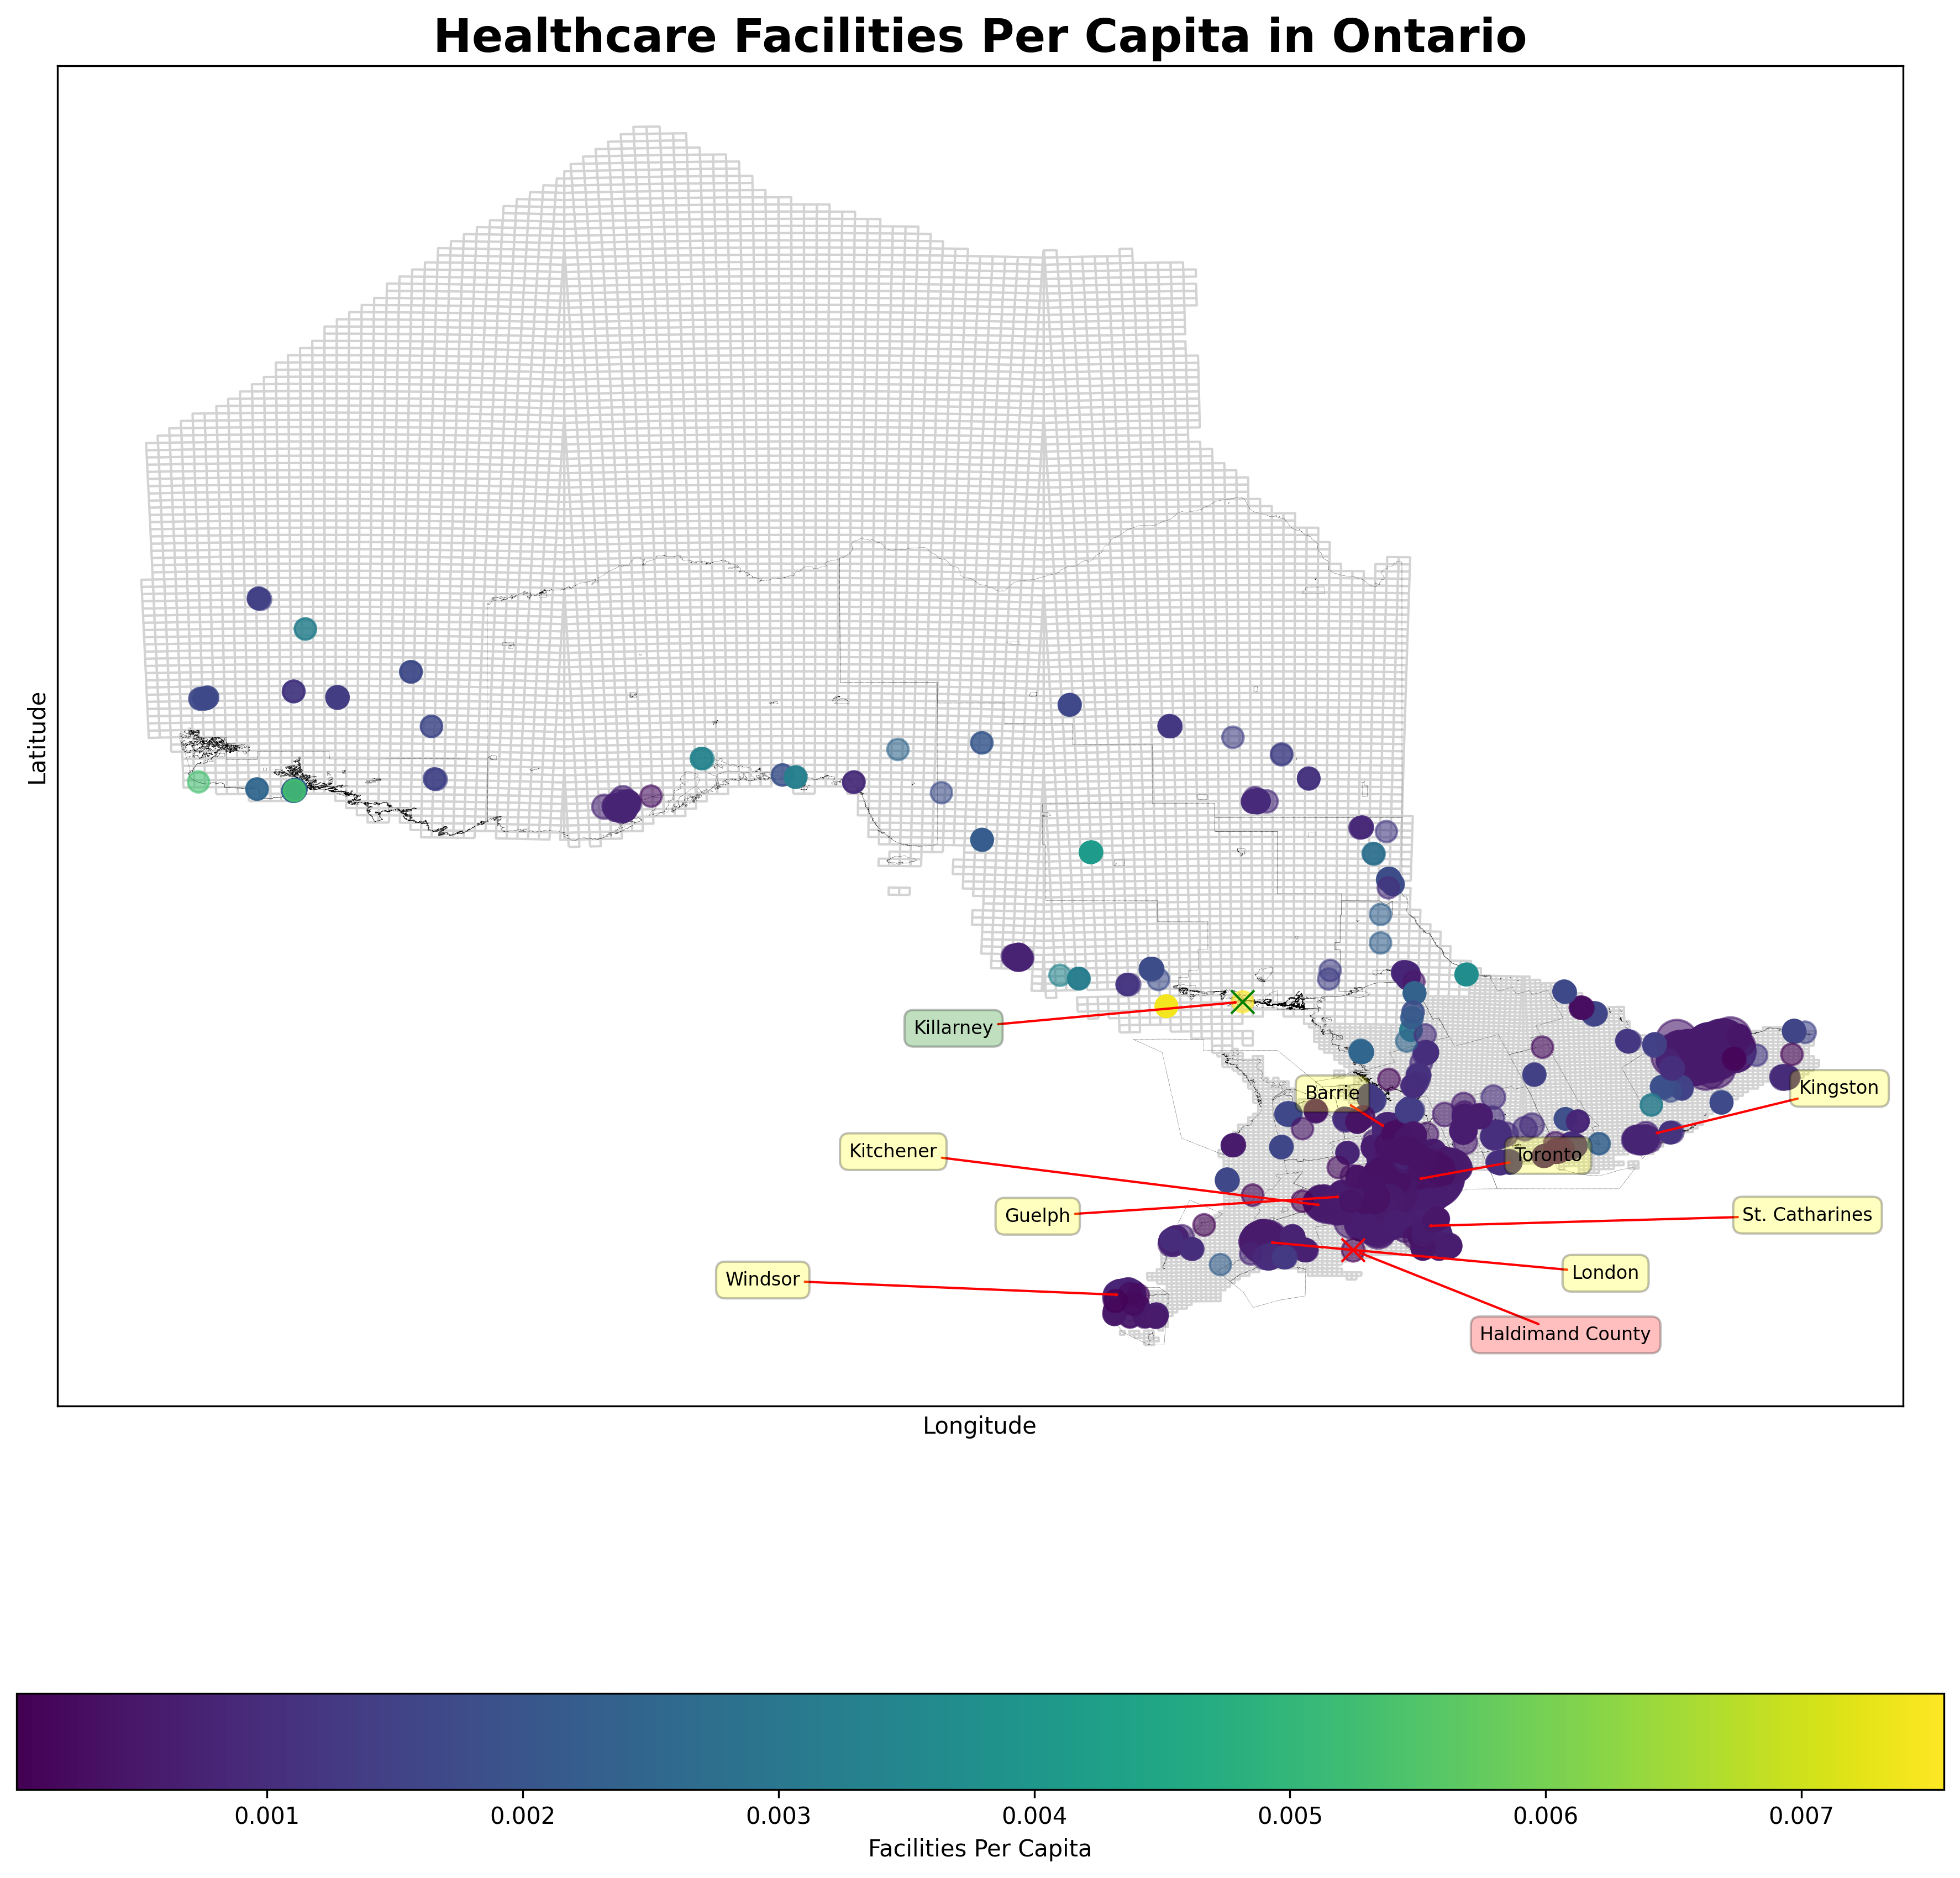 Healthcare Facilities Per Capita in Ontario
Latitude
Killarney
Barrie
Kingston
Kitchener
Toronto
Guelph
St. Catharines
Windsor
London
Haldimand County
Longitude
0.001 0.002 0.003 0.004 0.005 0.006 0.007
Facilities Per Capita